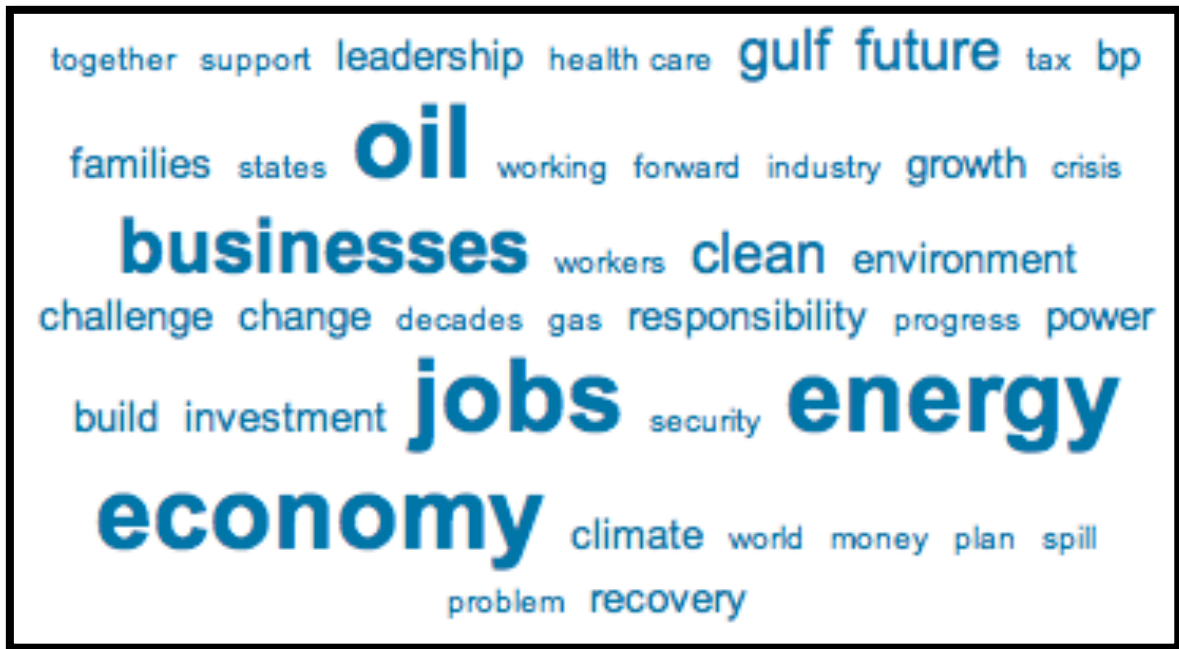 together support leadership health care gulf future tax bp
families states oil working forward industry growth crisis
businesses workers clean environment
challenge change decades gas responsibility progress power
build investment jobs security energy
economy climate world money plan spill
problem recovery